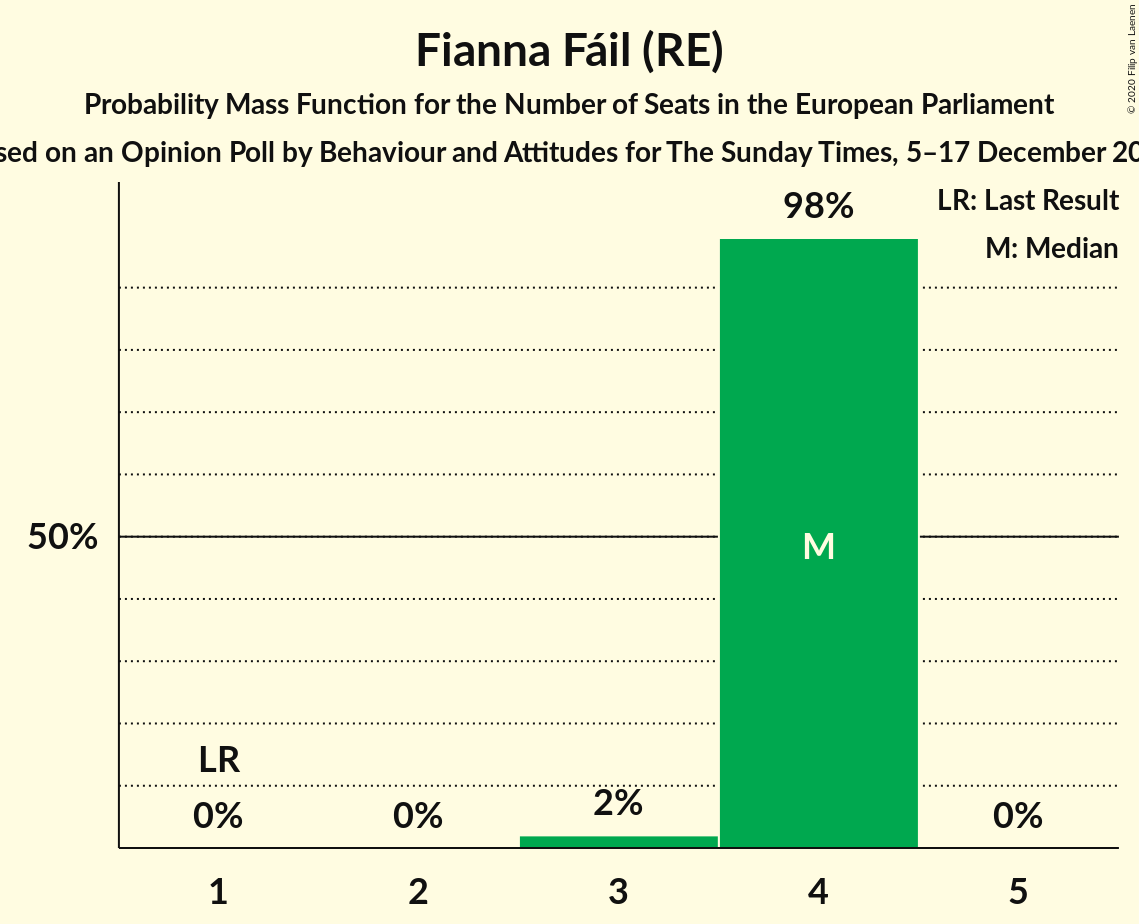 Fianna Fáil (RE)
Probability Mass Function for the Number of Seats in the European Parliament
on an Opinion Poll by Behaviour and Attitudes for The Sunday Times, 5–17 December
© 2020 Filip van Laenen
LR: Last Result
M: Median
98%
50%
M
LR
0%
0%
2%
0%
1
2
3
4
5